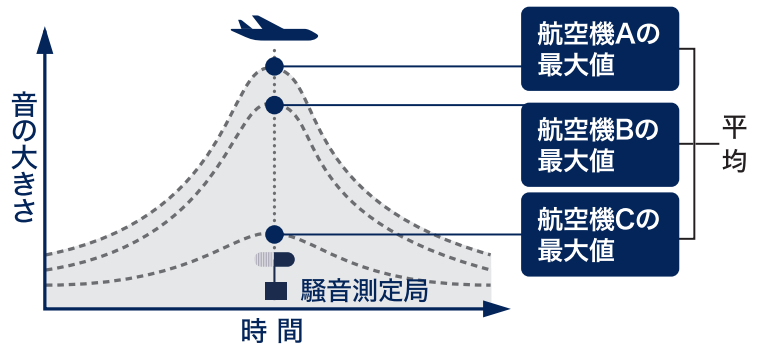 航空機Aの
最大値
航空機Bの
最大値
航空機Cの
最大値
平均
音の大きさ
騒音測定局
時間